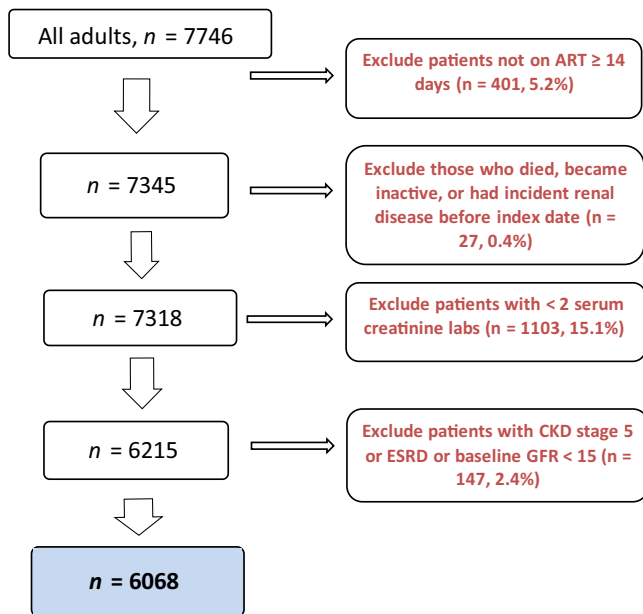 All adults, n = 7746
Exclude patients not on ART ≥ 14
days (n = 401, 5.2%)
n = 7345
Exclude those who died, became
inactive, or had incident renal
disease before index date (n =
27, 0.4%)
n = 7318
Exclude patients with < 2 serum
creatinine labs (n = 1103, 15.1%)
n = 6215
Exclude patients with CKD stage 5
or ESRD or baseline GFR < 15 (n =
147, 2.4%)
n = 6068